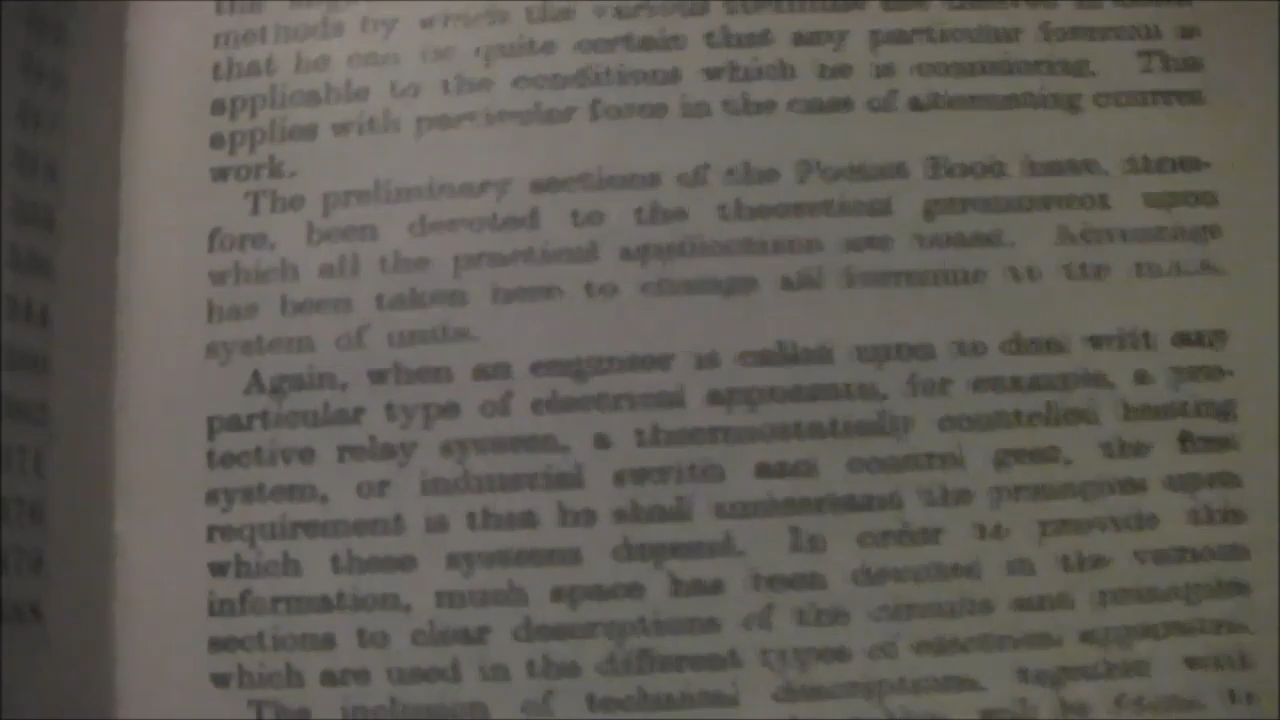 methods by which the various
that he can be quite certain that any particular formula is
applicable to the conditions which he is considering. This
applies with particular force in the case of alternating current
work.
The preliminary sections of the Pocket Book have, there-
fore, been devoted to the theoretical groundwork upon
which all the practical applications are based. Advantage
has been taken here to change all formulae to the
system of units.
Again, when an engineer is called upon to deal with any
particular type of electrical apparatus, for example, a pro-
tective relay system, a thermostatically controlled heating
system, or industrial switch and control gear, the first
requirement is that he shall understand the principles upon
which these systems depend. In order to provide this
information, much space has been devoted in the various
sections to clear descriptions of the circuits and principles
which are used in the different types of electrical apparatus.
The inclusion of technical descriptions, together with